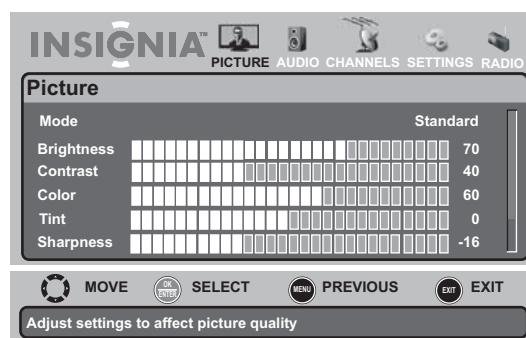 INSIGNIA™
PICTURE AUDIO CHANNELS SETTINGS RADIO
Picture
Mode Standard
Brightness 70
Contrast 40
Color 60
Tint 0
Sharpness -16
MOVE OK ENTER SELECT MENU PREVIOUS EXIT EXIT
Adjust settings to affect picture quality